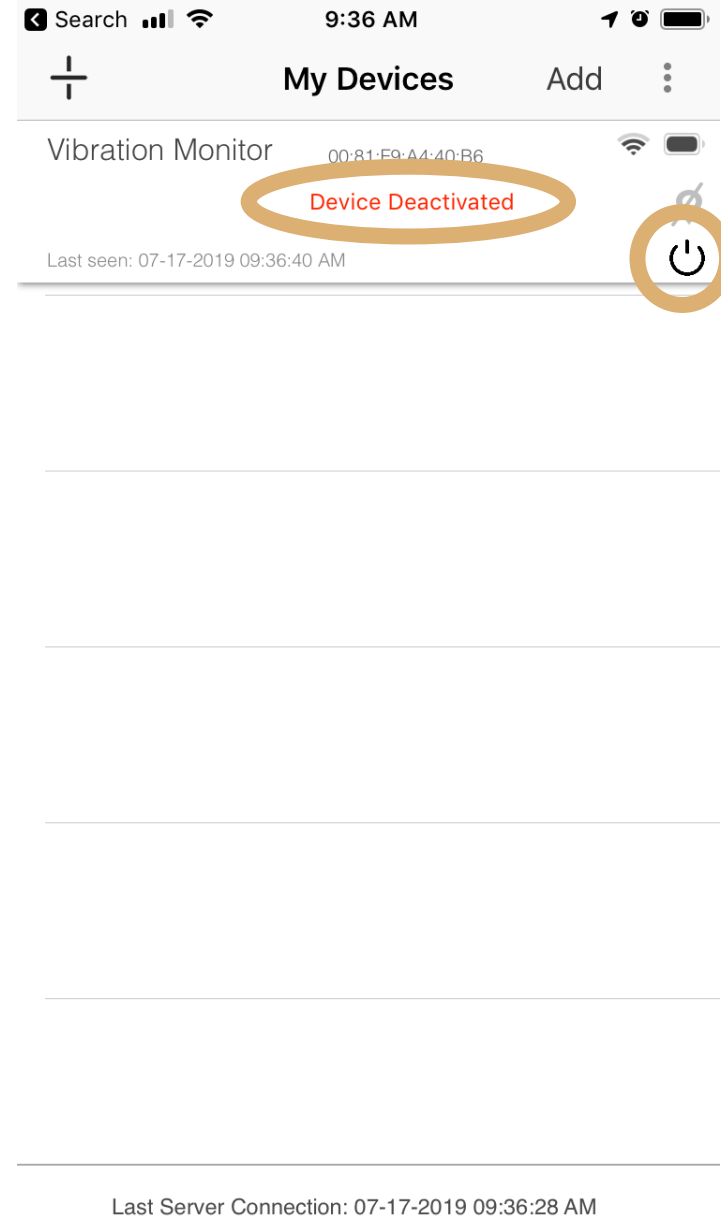 Search 9:36 AM
My Devices Add
Vibration Monitor 00:81:F9:A4:40:B6
Device Deactivated
Last seen: 07-17-2019 09:36:40 AM
Last Server Connection: 07-17-2019 09:36:28 AM